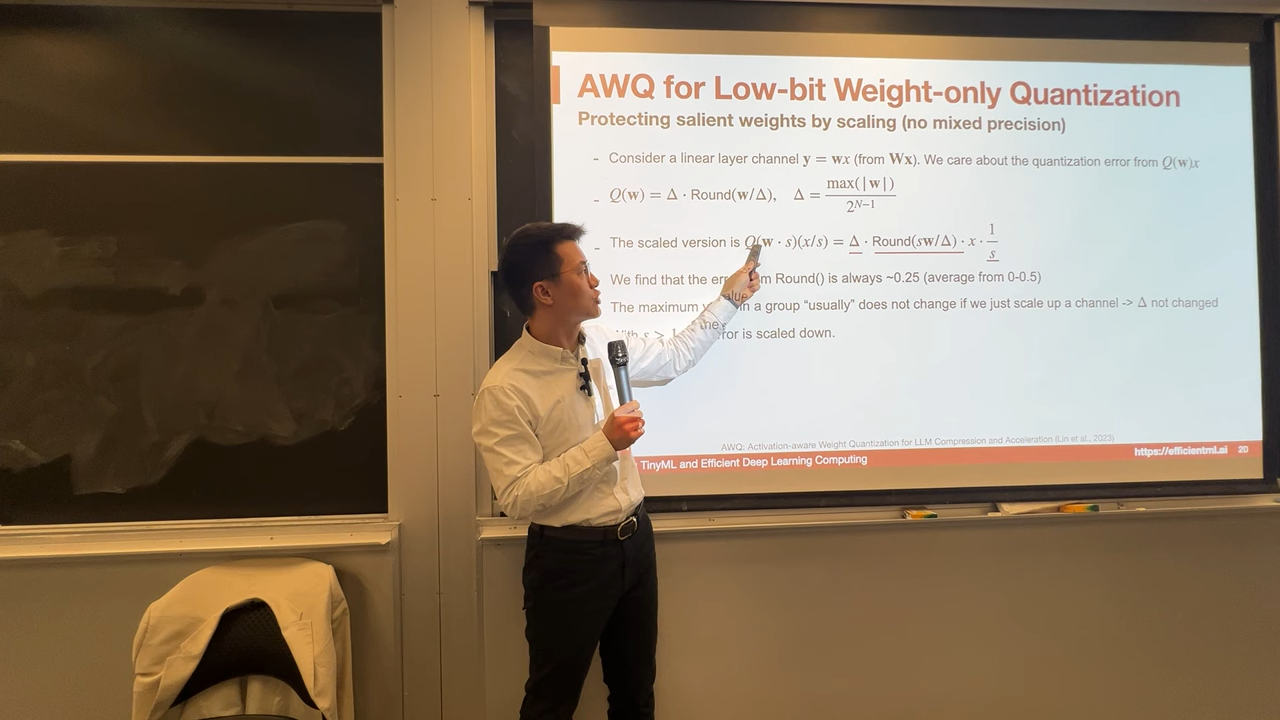 AWQ for Low-bit Weight-only Quantization
Protecting salient weights by scaling (no mixed precision)
- Consider a linear layer channel y = wx (from Wx). We care about the quantization error from Q(w)x
- Q(w) = Δ · Round(w/Δ), Δ = max(|w|) / 2^{N-1}
- The scaled version is Q(w · s)(x/s) = Δ · Round(sw/Δ) · x · 1/s
We find that the Round() is always ~0.25 (average from 0-0.5)
The maximum in a group “usually” does not change if we just scale up a channel -> Δ not changed
s > 1 the is scaled down.
AWQ: Activation-aware Weight Quantization for LLM Compression and Acceleration (Lin et al., 2023)
TinyML and Efficient Deep Learning Computing
https://efficientml.ai 20